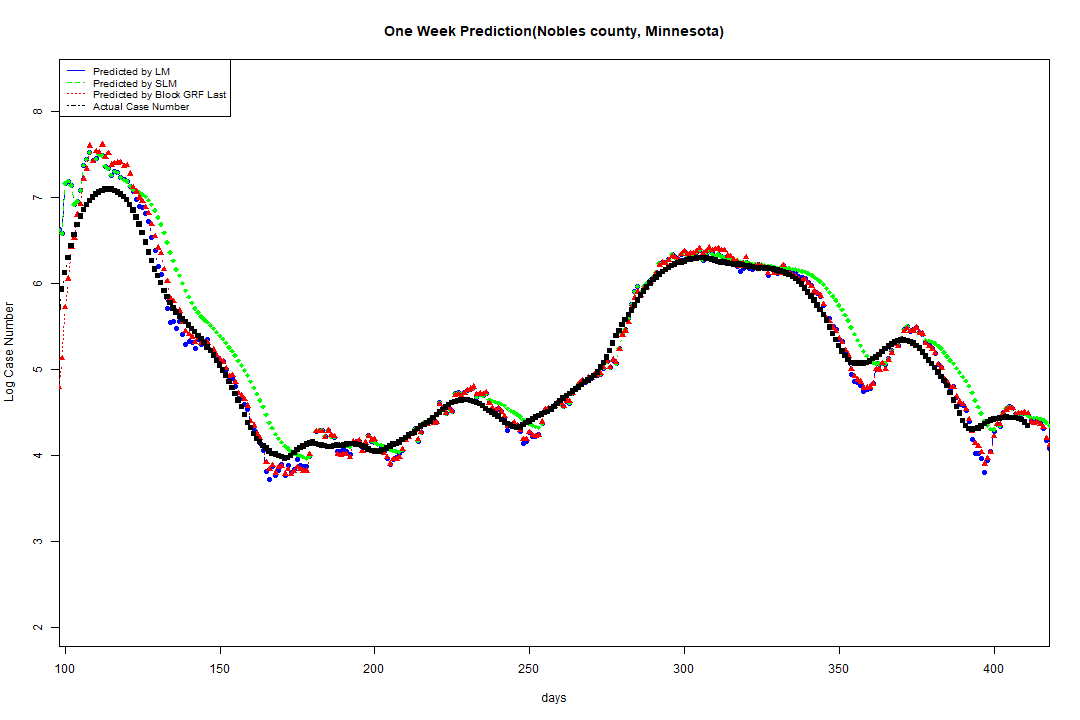 One Week Prediction(Nobles county, Minnesota)
Predicted by LM
Predicted by SLM
Predicted by Block GRF Last
Actual Case Number
8
7
6
5
4
3
2
Log Case Number
100 150 200 250 300 350 400
days